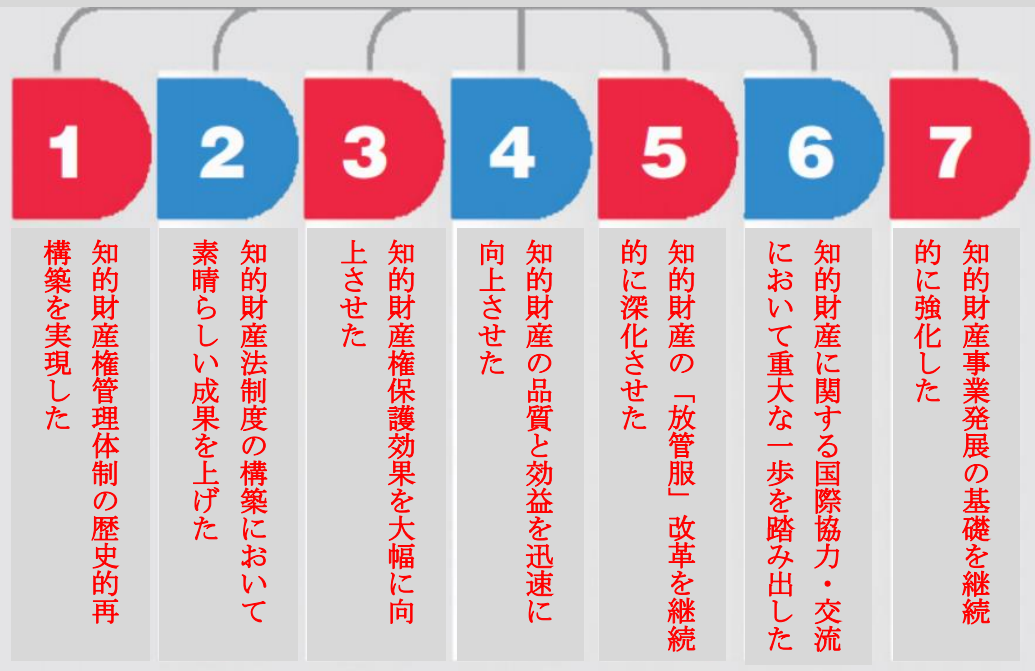 1
知的財産権管理体制の歴史的再
構築を実現した
2
知的財産法制度の構築において
素晴らしい成果を上げた
3
知的財産権保護効果を大幅に向
上させた
4
知的財産の品質と効益を迅速に
向上させた
5
知的財産の「放管服」改革を継続
的に深化させた
6
知的財産に関する国際協力・交流
において重大な一歩を踏み出した
7
知的財産事業発展の基礎を継続
的に強化した